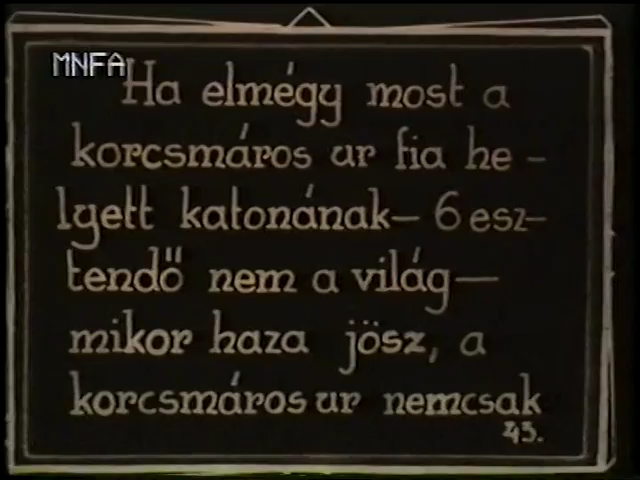 MNFA
Ha elmégy most a
korcsmáros ur fia he-
lyett katonának— 6 esz-
tendő nem a világ—
mikor haza jösz, a
korcsmáros ur nemcsak
43.